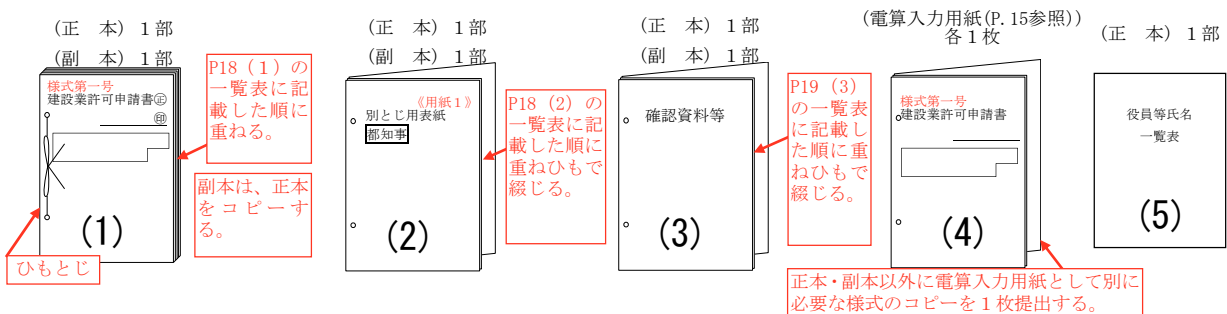 (正　本) 1部
(副　本) 1部
様式第一号
建設業許可申請書㊣
㊞
(1)
ひもとじ
P18（1）の
一覧表に記
載した順に
重ねる。
副本は、正本
をコピーす
る。
(正　本) 1部
(副　本) 1部
《用紙1》
別とじ用表紙
都知事
(2)
P18（2）の
一覧表に記
載した順に
重ねひもで
綴じる。
(正　本) 1部
(副　本) 1部
確認資料等
(3)
P19（3）
の一覧表
に記載し
た順に重
ねひもで
綴じる。
(電算入力用紙(P.15参照))
各1枚
様式第一号
建設業許可申請書
(4)
正本・副本以外に電算入力用紙として別に
必要な様式のコピーを1枚提出する。
(正　本) 1部
役員等氏名
一覧表
(5)